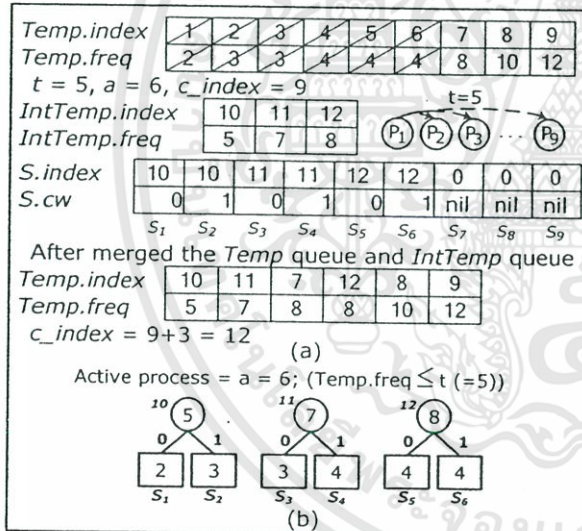 Temp.index 1 2 3 4 5 6 7 8 9
Temp.freq 2 3 3 4 4 4 8 10 12
t = 5, a = 6, c_index = 9
t=5
IntTemp.index 10 11 12
IntTemp.freq 5 7 8
P1 P2 P3 ... P9
S.index 10 10 11 11 12 12 0 0 0
S.cw 0 1 0 1 0 1 nil nil nil
S1 S2 S3 S4 S5 S6 S7 S8 S9
After merged the Temp queue and IntTemp queue
Temp.index 10 11 7 12 8 9
Temp.freq 5 7 8 8 10 12
c_index = 9+3 = 12
(a)
Active process = a = 6; (Temp.freq ≤ t (=5))
10 5 11 7 12 8
0 1 0 1 0 1
2 3 3 4 4 4
S1 S2 S3 S4 S5 S6
(b)